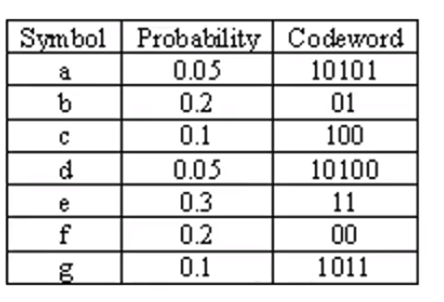 Symbol Probability Codeword
a 0.05 10101
b 0.2 01
c 0.1 100
d 0.05 10100
e 0.3 11
f 0.2 00
g 0.1 1011